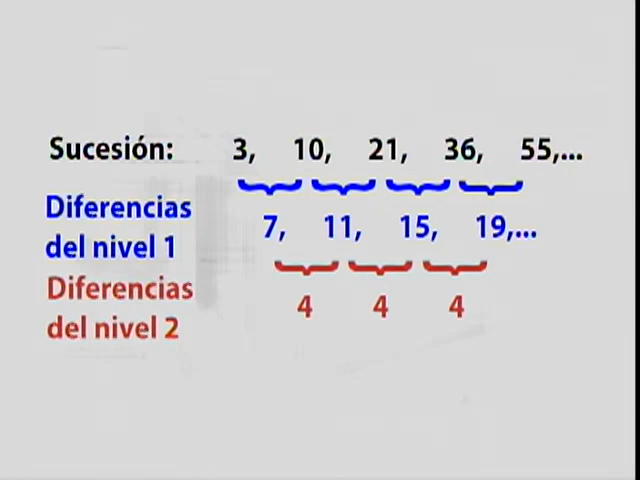 Sucesión: 3, 10, 21, 36, 55,...
Diferencias
del nivel 1
7, 11, 15, 19,...
Diferencias
del nivel 2
4 4 4